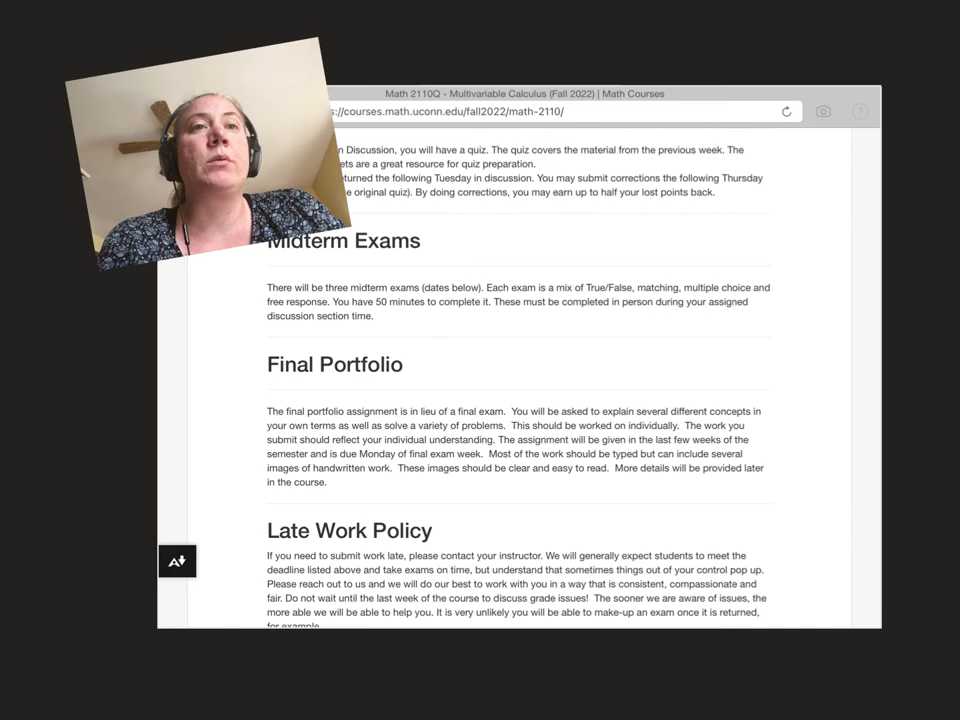 Math 2110Q - Multivariable Calculus (Fall 2022) | Math Courses
s://courses.math.uconn.edu/fall2022/math-2110/
n Discussion, you will have a quiz. The quiz covers the material from the previous week. The
ets are a great resource for quiz preparation.
eturned the following Tuesday in discussion. You may submit corrections the following Thursday
e original quiz). By doing corrections, you may earn up to half your lost points back.
Midterm Exams
There will be three midterm exams (dates below). Each exam is a mix of True/False, matching, multiple choice and
free response. You have 50 minutes to complete it. These must be completed in person during your assigned
discussion section time.
Final Portfolio
The final portfolio assignment is in lieu of a final exam. You will be asked to explain several different concepts in
your own terms as well as solve a variety of problems. This should be worked on individually. The work you
submit should reflect your individual understanding. The assignment will be given in the last few weeks of the
semester and is due Monday of final exam week. Most of the work should be typed but can include several
images of handwritten work. These images should be clear and easy to read. More details will be provided later
in the course.
Late Work Policy
If you need to submit work late, please contact your instructor. We will generally expect students to meet the
deadline listed above and take exams on time, but understand that sometimes things out of your control pop up.
Please reach out to us and we will do our best to work with you in a way that is consistent, compassionate and
fair. Do not wait until the last week of the course to discuss grade issues! The sooner we are aware of issues, the
more able we will be able to help you. It is very unlikely you will be able to make-up an exam once it is returned,
for example